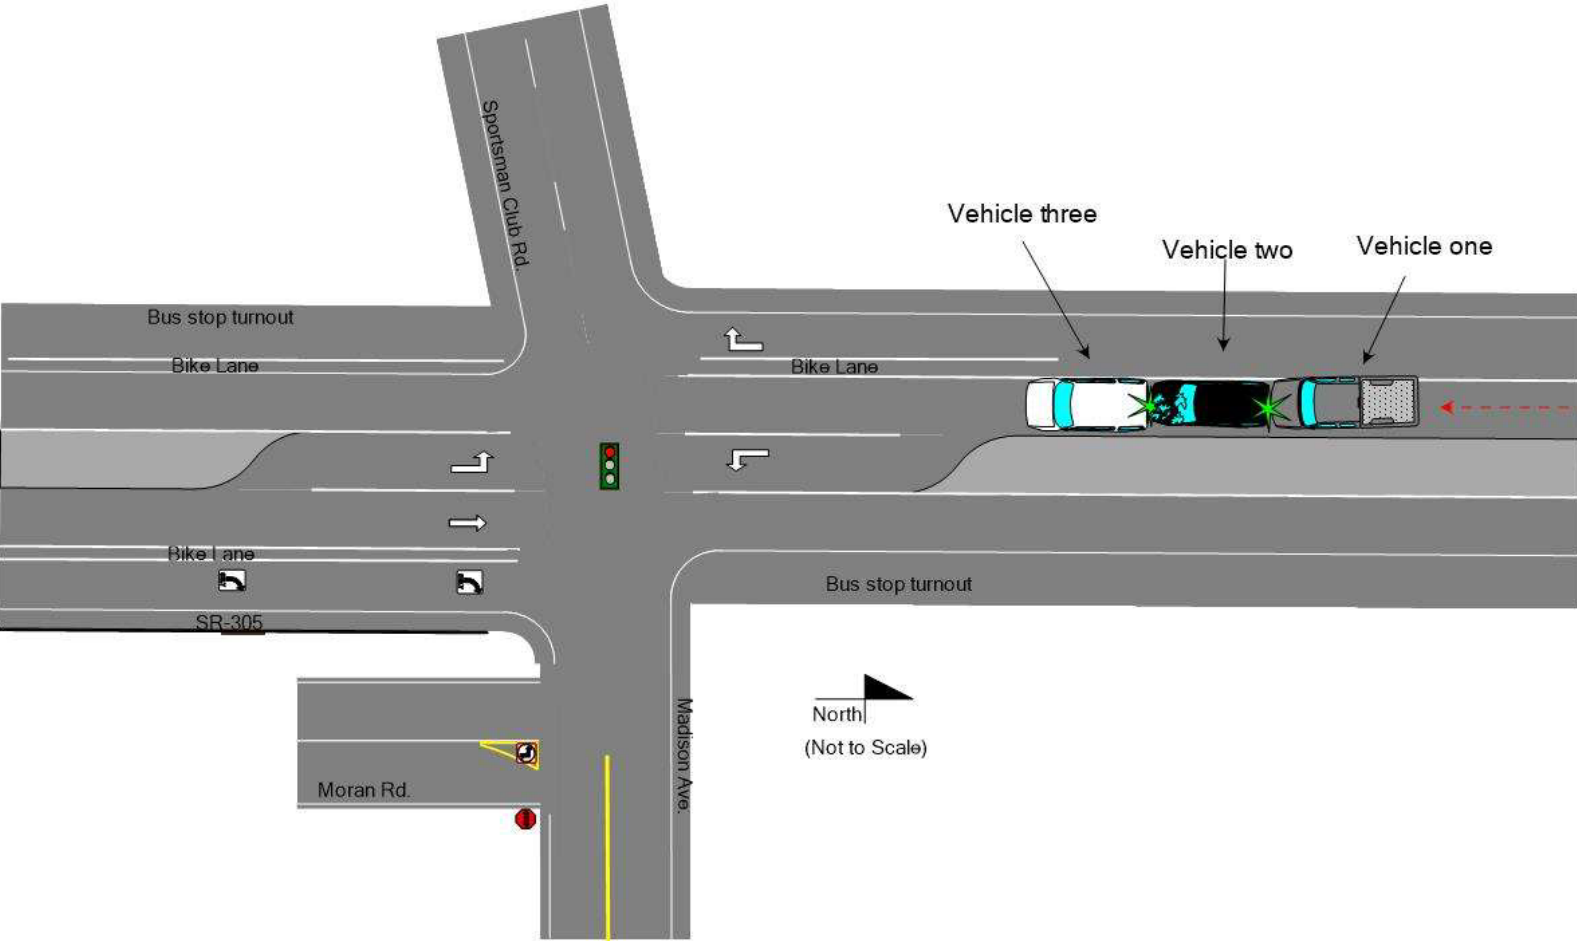 Sportsman Club Rd.
Vehicle three
Vehicle two
Vehicle one
Bus stop turnout
Bike Lane
Bike Lane
Bike Lane
Bus stop turnout
SR-305
Madison Ave.
North
(Not to Scale)
Moran Rd.